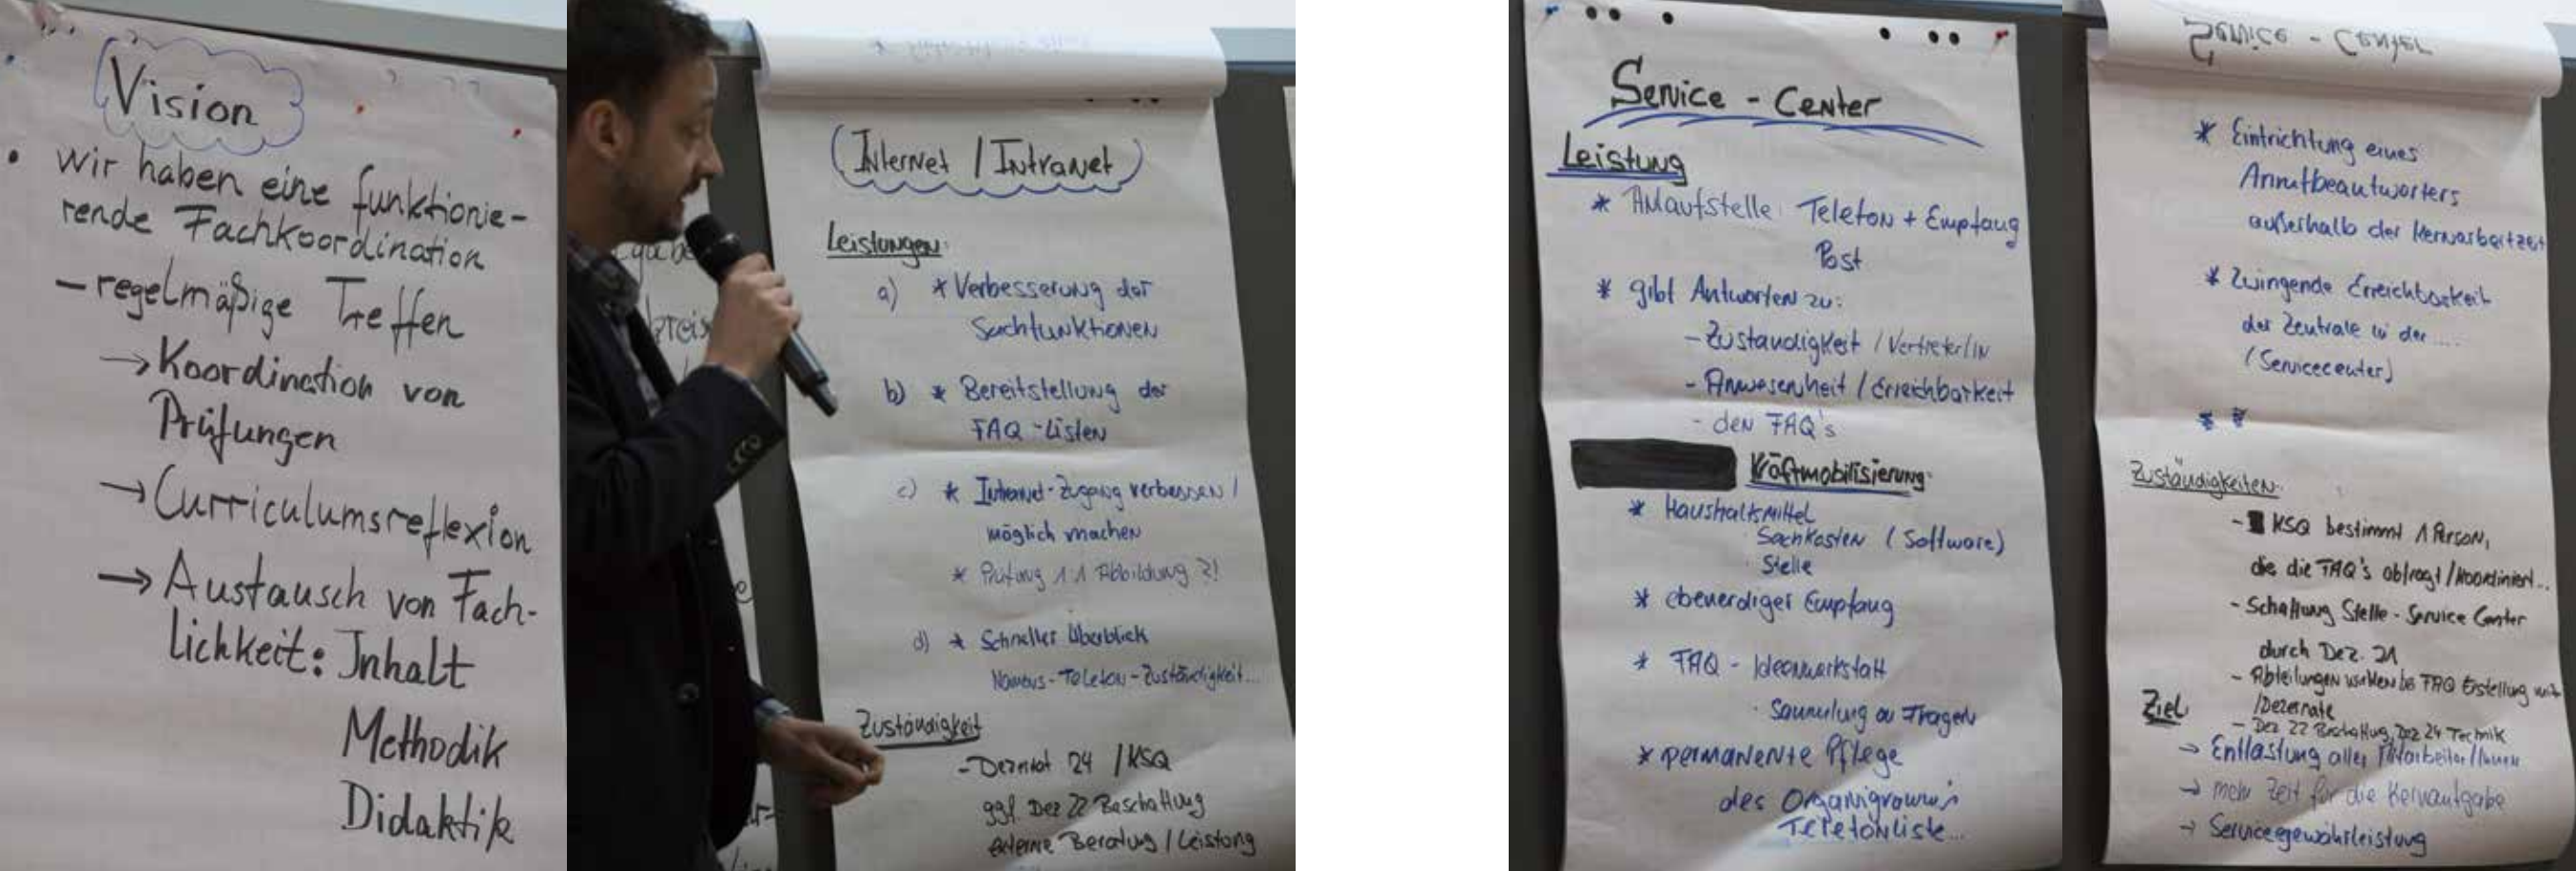 Vision
• wir haben eine funktionie-
rende Fachkoordination
– regelmäßige Treffen
→ Koordination von
Prüfungen
→ Curriculumsreflexion
→ Austausch von Fach-
lichkeit: Inhalt
Methodik
Didaktik
Internet / Intranet
Leistungen:
a) * Verbesserung der
Suchfunktionen
b) * Bereitstellung der
FAQ-Listen
c) * Intranet-Zugang verbessen /
möglich machen
* Prüfung 1:1 Abbildung ?!
d) * Schneller Überblick
Namens-Telefon-Zuständigkeit...
Zuständigkeit
- Dezernat 24 / KSQ
ggf Dez 22 Beschaffung
externe Beratung / Leistung
Service - Center
Leistung
* Anlaufstelle: Telefon + Empfang
Post
* gibt Antworten zu:
- Zuständigkeit / Vertreter/in
- Anwesenheit / Erreichbarkeit
- den FAQ's
Kräftmobilisierung:
* Haushaltsmittel
Sachkosten (Software)
Stelle
* ebenerdiger Empfang
* FAQ - Ideenwerkstatt
· Sammlung an Fragen
* permanente Pflege
des Organigramm's
Telefonliste...
Service - Center
* Eintrichtung eines
Anrufbeantworters
außerhalb der Kernarbeitzeit
* Zwingende Erreichbarkeit
der Zentrale in der ....
(Servicecenter)
Zuständigkeiten:
- KSQ bestimmt 1 Person,
die die FAQ's abfragt / koordiniert...
- Schaffung Stelle - Service Center
durch Dez. 21
- Abteilungen wirken bei FAQ Erstellung mit
/Dezernate
- Dez 22 Beschaffung, Dez 24 Technik
Ziel
→ Entlastung aller Mitarbeiter/Innen
→ mehr Zeit für die Kernaufgabe
→ Servicegewährleistung